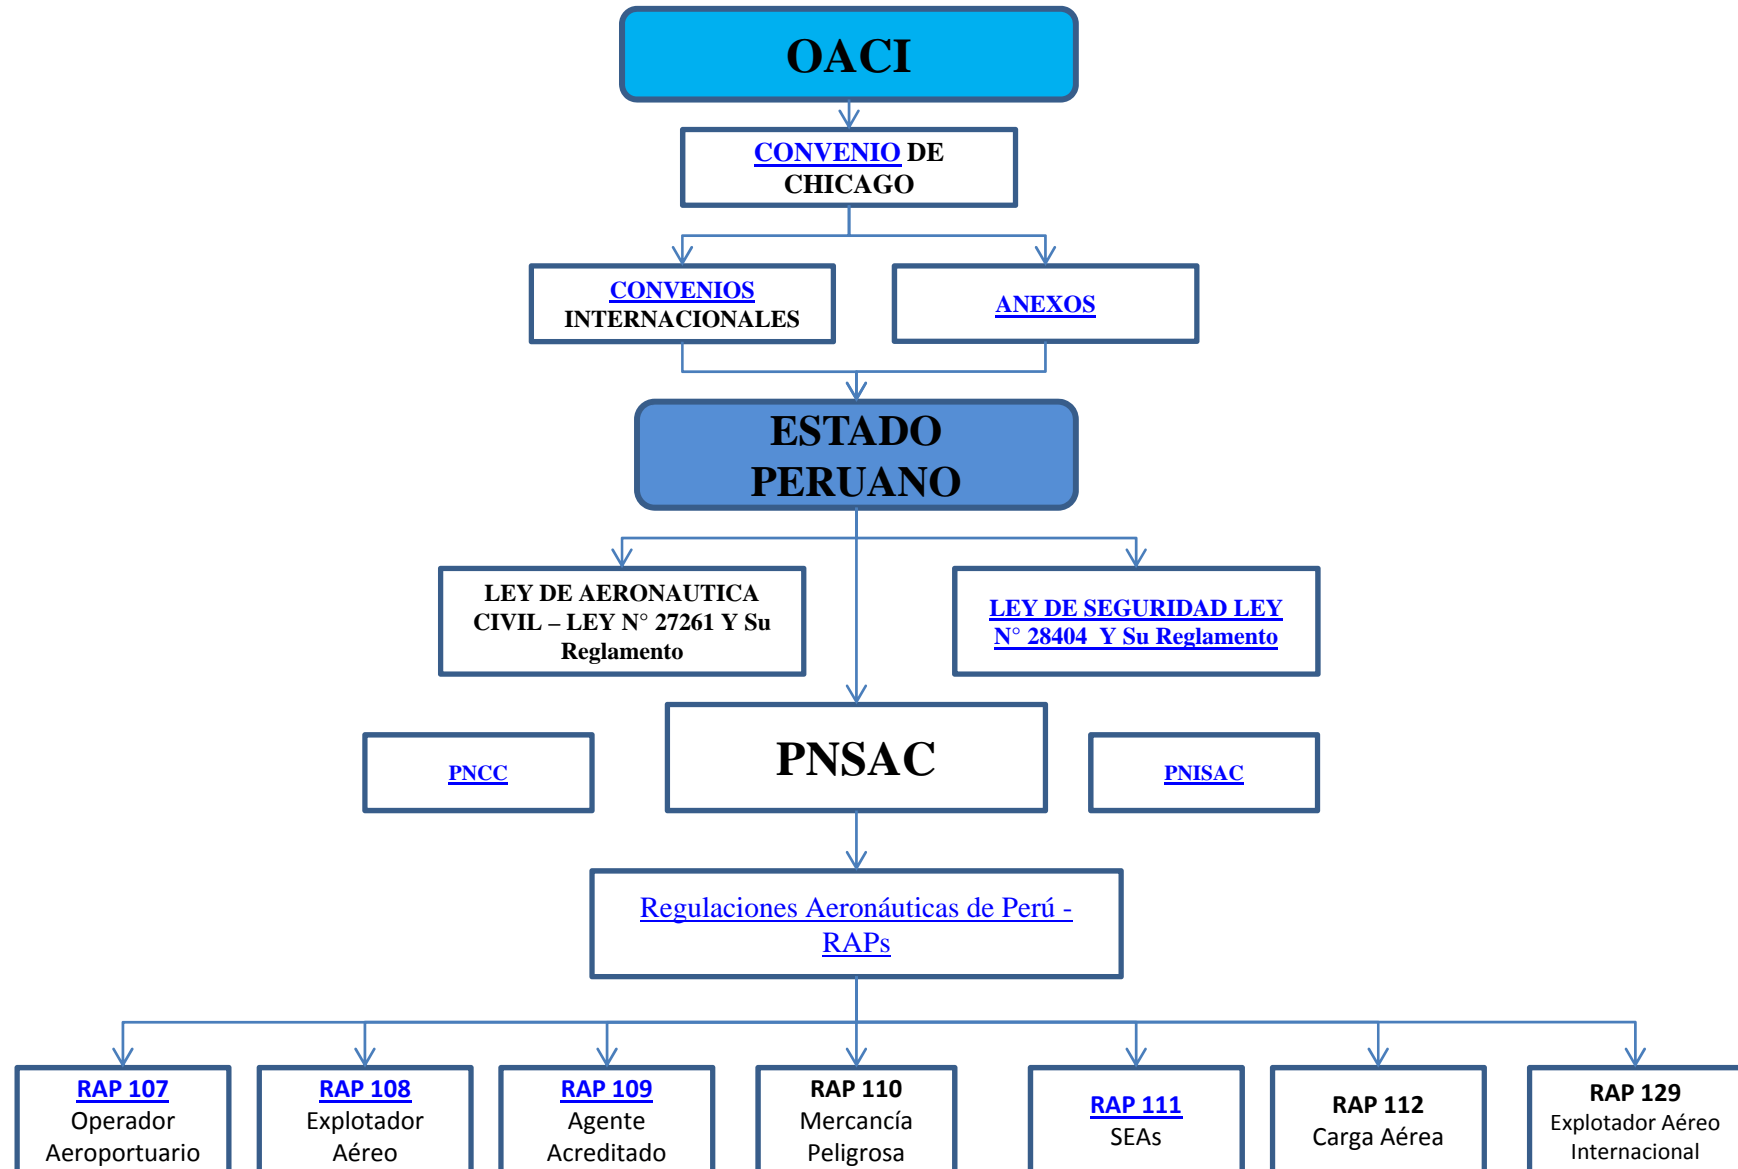 OACI
CONVENIO DE
CHICAGO
CONVENIOS
INTERNACIONALES
ANEXOS
ESTADO
PERUANO
LEY DE AERONAUTICA
CIVIL – LEY N° 27261 Y Su
Reglamento
LEY DE SEGURIDAD LEY
N° 28404 Y Su Reglamento
PNCC
PNSAC
PNISAC
Regulaciones Aeronáuticas de Perú -
RAPs
RAP 107
Operador
Aeroportuario
RAP 108
Explotador
Aéreo
RAP 109
Agente
Acreditado
RAP 110
Mercancía
Peligrosa
RAP 111
SEAs
RAP 112
Carga Aérea
RAP 129
Explotador Aéreo
Internacional